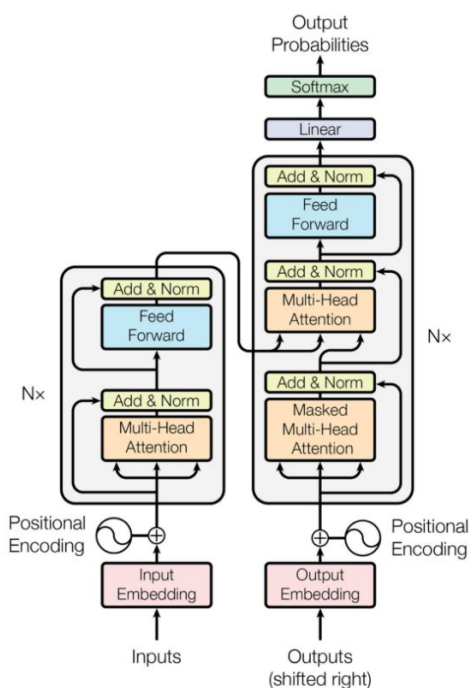 Output
Probabilities
Softmax
Linear
Add & Norm
Feed
Forward
Add & Norm
Multi-Head
Attention
Add & Norm
Masked
Multi-Head
Attention
N×
Add & Norm
Feed
Forward
Add & Norm
Multi-Head
Attention
N×
Positional
Encoding
Positional
Encoding
Input
Embedding
Output
Embedding
Inputs
Outputs
(shifted right)